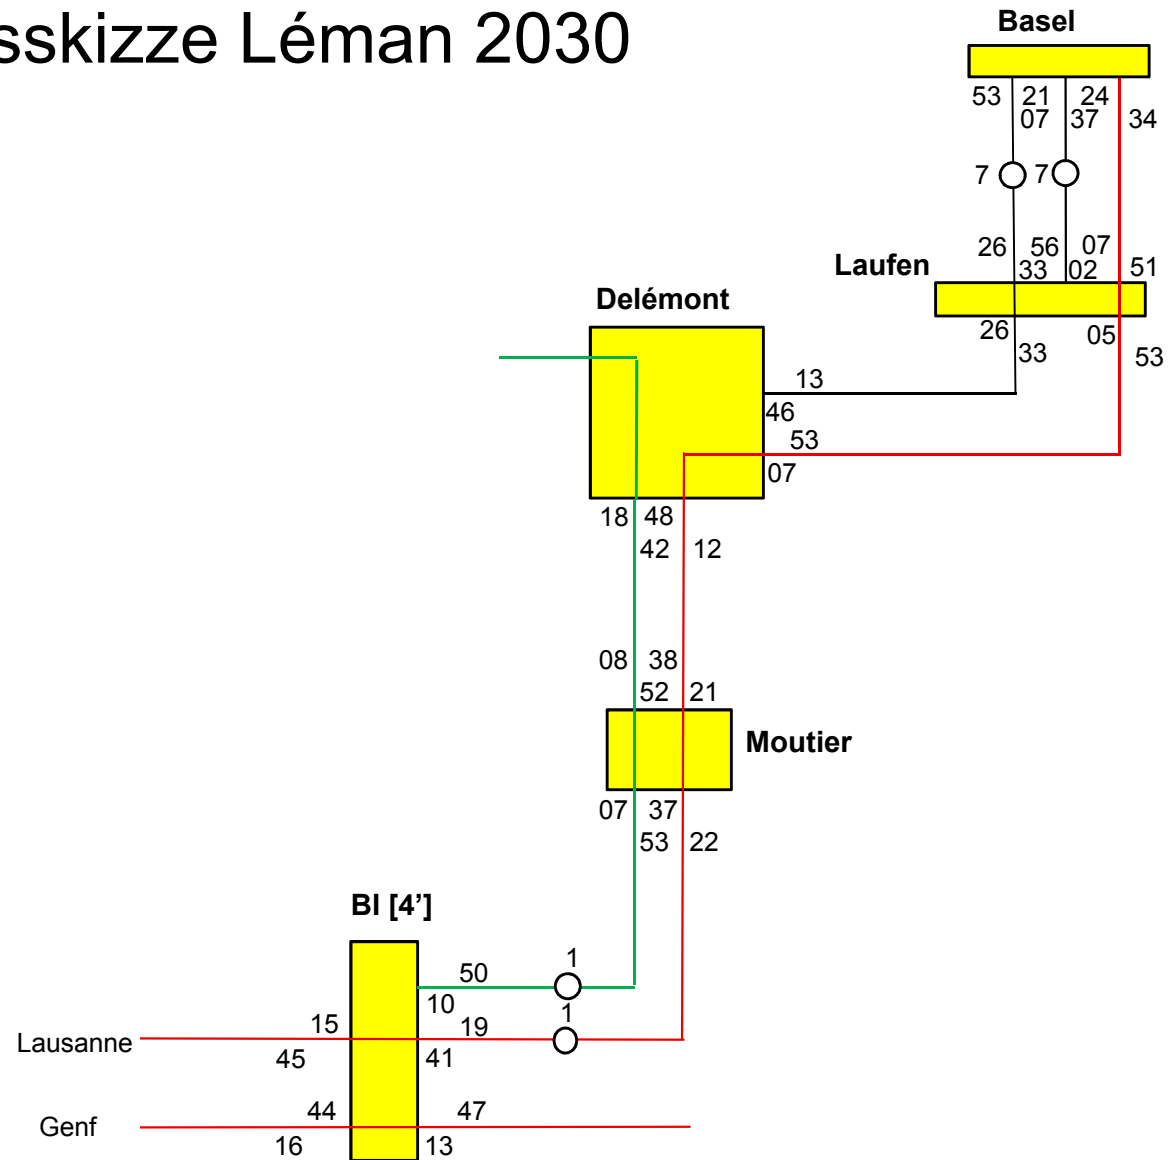 sskizze Léman 2030
Basel
53 21 24
07 37 34
7 7
26 56 07
Laufen 33 02 51
26 05
33 53
Delémont
13
46
53
07
18 48
42 12
08 38
52 21
Moutier
07 37
53 22
BI [4’]
50 1
10 1
15 19
Lausanne
45 41
44 47
Genf
16 13